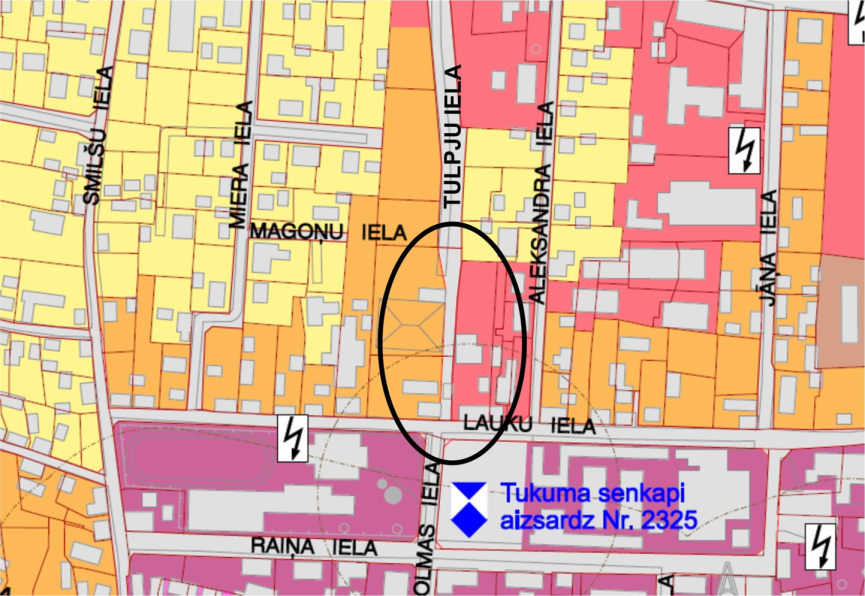 SMILŠU IELA
MIERA IELA
TULPJU IELA
ALEKSANDRA IELA
JĀŅA IELA
MAGOŅU IELA
LAUKU IELA
Tukuma senkapi
aizsardz Nr. 2325
RAIŅA IELA
OLMAS IELA
A
A